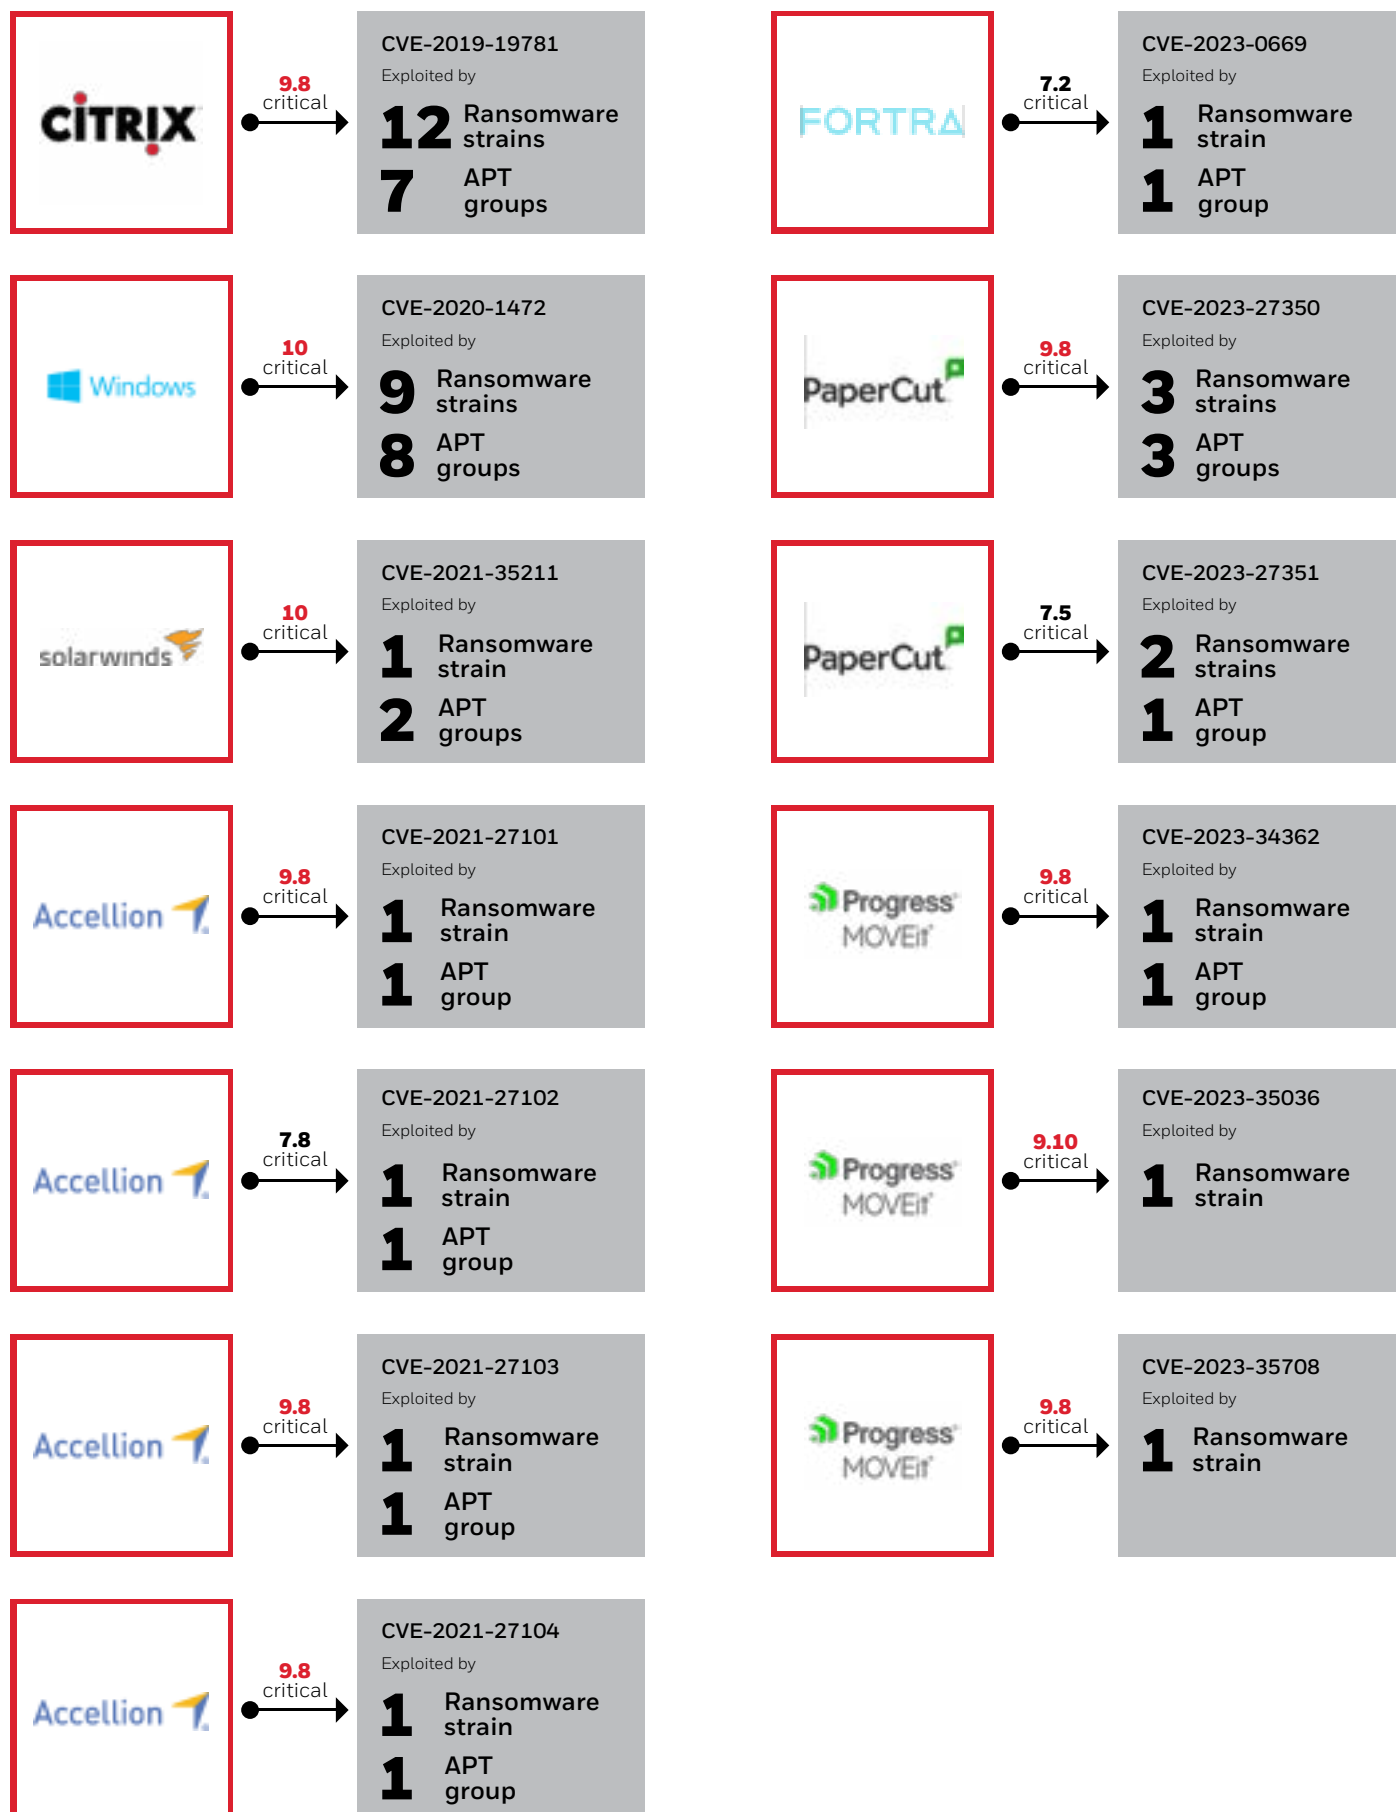 CITRIX
9.8
critical
CVE-2019-19781
Exploited by
12 Ransomware
strains
7 APT
groups
Windows
10
critical
CVE-2020-1472
Exploited by
9 Ransomware
strains
8 APT
groups
solarwinds
10
critical
CVE-2021-35211
Exploited by
1 Ransomware
strain
2 APT
groups
Accellion
9.8
critical
CVE-2021-27101
Exploited by
1 Ransomware
strain
1 APT
group
Accellion
7.8
critical
CVE-2021-27102
Exploited by
1 Ransomware
strain
1 APT
group
Accellion
9.8
critical
CVE-2021-27103
Exploited by
1 Ransomware
strain
1 APT
group
Accellion
9.8
critical
CVE-2021-27104
Exploited by
1 Ransomware
strain
1 APT
group
FORTRA
7.2
critical
CVE-2023-0669
Exploited by
1 Ransomware
strain
1 APT
group
PaperCut
9.8
critical
CVE-2023-27350
Exploited by
3 Ransomware
strains
3 APT
groups
PaperCut
7.5
critical
CVE-2023-27351
Exploited by
2 Ransomware
strains
1 APT
group
Progress
MOVEit
9.8
critical
CVE-2023-34362
Exploited by
1 Ransomware
strain
1 APT
group
Progress
MOVEit
9.10
critical
CVE-2023-35036
Exploited by
1 Ransomware
strain
Progress
MOVEit
9.8
critical
CVE-2023-35708
Exploited by
1 Ransomware
strain